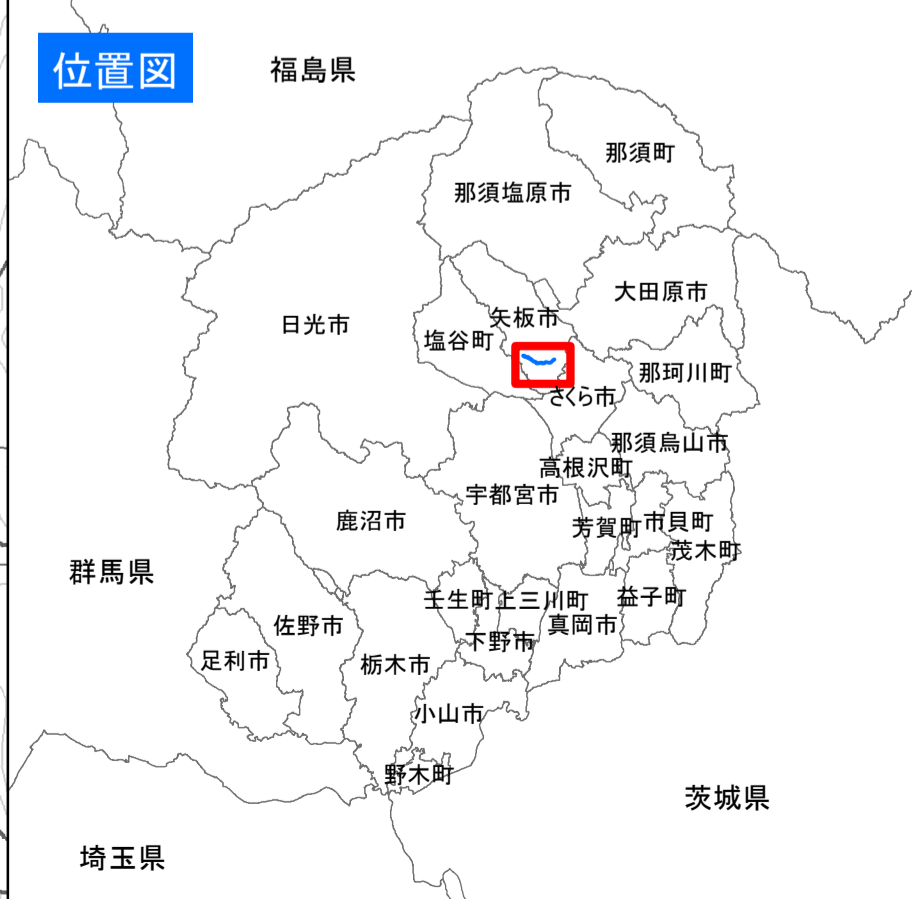 位置図
福島県
那須町
那須塩原市
大田原市
矢板市
日光市
塩谷町
那珂川町
さくら市
那須烏山市
高根沢町
宇都宮市
鹿沼市
芳賀町
市貝町
茂木町
群馬県
壬生町
上三川町
益子町
佐野市
真岡市
下野市
足利市
栃木市
小山市
野木町
茨城県
埼玉県